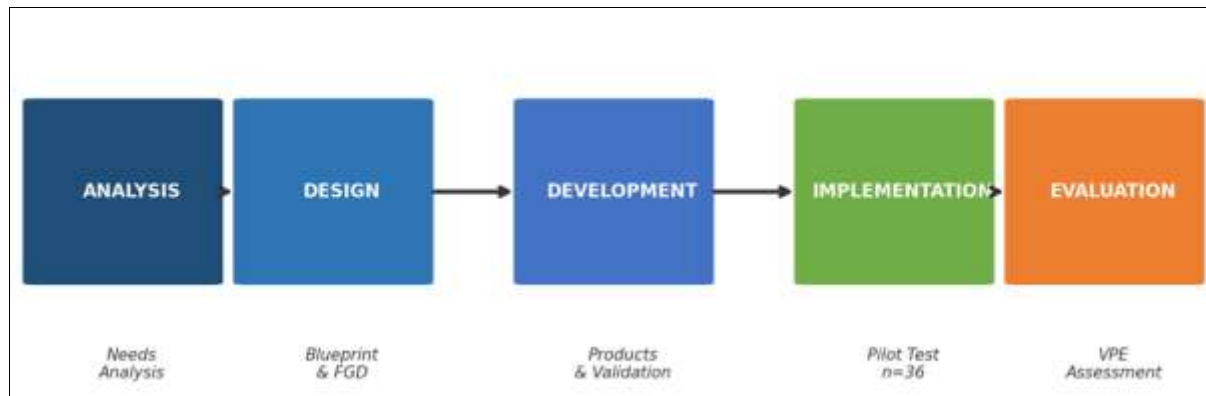 ANALYSIS
DESIGN
DEVELOPMENT
IMPLEMENTATION
EVALUATION
Needs
Analysis
Blueprint
& FGD
Products
& Validation
Pilot Test
n=36
VPE
Assessment